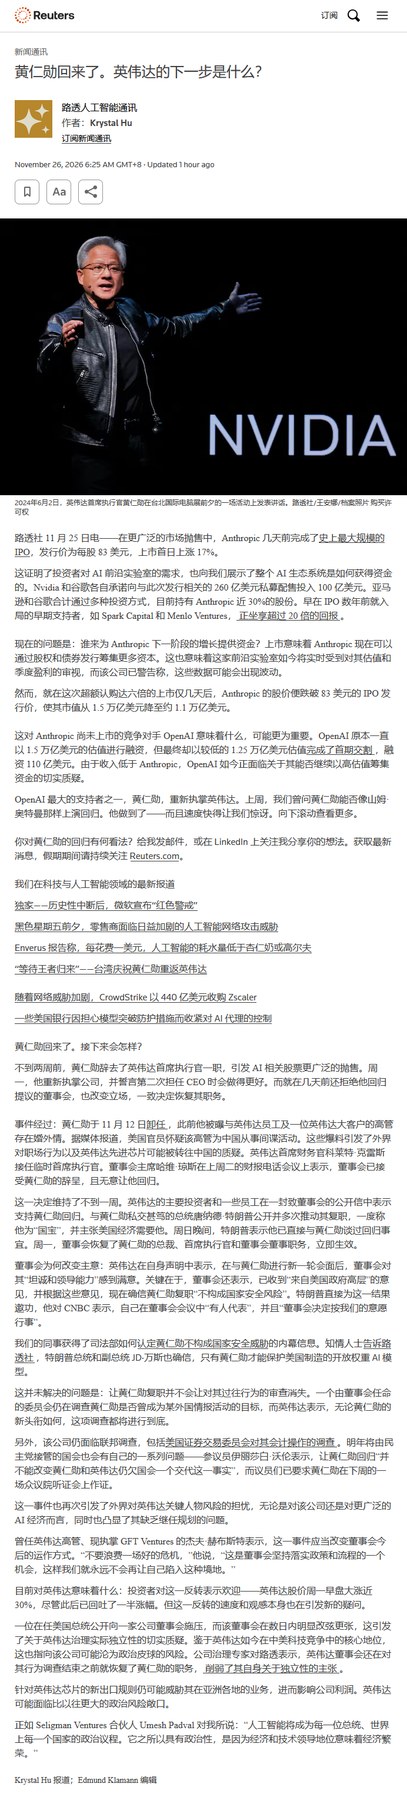 Reuters
订阅
新闻通讯
黄仁勋回来了。英伟达的下一步是什么？
路透人工智能通讯
作者：Krystal Hu
订阅新闻通讯
November 26, 2026 6:25 AM GMT+8 · Updated 1 hour ago
Aa
NVIDIA
2024年6月2日，英伟达首席执行官黄仁勋在台北国际电脑展前夕的一场活动上发表讲话。路透社/王安娜/档案照片 购买许
可权
路透社 11 月 25 日电——在更广泛的市场抛售中，Anthropic 几天前完成了史上最大规模的
IPO，发行价为每股 83 美元，上市首日上涨 17%。
这证明了投资者对 AI 前沿实验室的需求，也向我们展示了整个 AI 生态系统是如何获得资金
的。Nvidia 和谷歌各自承诺向与此次发行相关的 260 亿美元私募配售投入 100 亿美元。亚马
逊和谷歌合计通过多种投资方式，目前持有 Anthropic 近 30%的股份。早在 IPO 数年前就入
局的早期支持者，如 Spark Capital 和 Menlo Ventures，正坐享超过 20 倍的回报 。
现在的问题是：谁来为 Anthropic 下一阶段的增长提供资金？上市意味着 Anthropic 现在可以
通过股权和债券发行筹集更多资本。这也意味着这家前沿实验室如今将实时受到对其估值和
季度盈利的审视，而该公司已警告称，这些数据可能会出现波动。
然而，就在这次超额认购达六倍的上市仅几天后，Anthropic 的股价便跌破 83 美元的 IPO 发
行价，使其市值从 1.5 万亿美元降至约 1.1 万亿美元。
这对 Anthropic 尚未上市的竞争对手 OpenAI 意味着什么，可能更为重要。OpenAI 原本一直
以 1.5 万亿美元的估值进行融资，但最终却以较低的 1.25 万亿美元估值完成了首期交割 ，融
资 110 亿美元。由于收入低于 Anthropic，OpenAI 如今正面临关于其能否继续以高估值筹集
资金的切实质疑。
OpenAI 最大的支持者之一，黄仁勋，重新执掌英伟达。上周，我们曾问黄仁勋能否像山姆·
奥特曼那样上演回归。他做到了——而且速度快得让我们惊讶。向下滚动查看更多。
你对黄仁勋的回归有何看法？给我发邮件，或在 LinkedIn 上关注我分享你的想法。获取最新
消息，假期期间请持续关注 Reuters.com。
我们在科技与人工智能领域的最新报道
独家——历史性中断后，微软宣布“红色警戒”
黑色星期五前夕，零售商面临日益加剧的人工智能网络攻击威胁
Enverus 报告称，每花费一美元，人工智能的耗水量低于杏仁奶或高尔夫
“等待王者归来”——台湾庆祝黄仁勋重返英伟达
随着网络威胁加剧，CrowdStrike 以 440 亿美元收购 Zscaler
一些美国银行因担心模型突破防护措施而收紧对 AI 代理的控制
黄仁勋回来了。接下来会怎样？
不到两周前，黄仁勋辞去了英伟达首席执行官一职，引发 AI 相关股票更广泛的抛售。周
一，他重新执掌公司，并誓言第二次担任 CEO 时会做得更好。而就在几天前还拒绝他回归
提议的董事会，也改变立场，一致决定恢复其职务。
事件经过：黄仁勋于 11 月 12 日卸任 ，此前他被曝与英伟达员工及一位英伟达大客户的高管
存在婚外情。据媒体报道，美国官员怀疑该高管为中国从事间谍活动。这些爆料引发了外界
对职场行为以及英伟达先进芯片可能被转往中国的质疑。英伟达首席财务官科莱特·克雷斯
接任临时首席执行官。董事会主席哈维·琼斯在上周二的财报电话会议上表示，董事会已接
受黄仁勋的辞呈，且无意让他回归。
这一决定维持了不到一周。英伟达的主要投资者和一些员工在一封致董事会的公开信中表示
支持黄仁勋回归。与黄仁勋私交甚笃的总统唐纳德·特朗普公开并多次推动其复职，一度称
他为“国宝”，并主张美国经济需要他。周日晚间，特朗普表示他已直接与黄仁勋谈过回归事
宜。周一，董事会恢复了黄仁勋的总裁、首席执行官和董事会董事职务，立即生效。
董事会为何改变主意：英伟达在自身声明中表示，在与黄仁勋进行新一轮会面后，董事会对
其“坦诚和领导能力”感到满意。关键在于，董事会还表示，已收到“来自美国政府高层”的意
见，并根据这些意见，现在确信黄仁勋复职“不构成国家安全风险”。特朗普直接为这一结果
邀功，他对 CNBC 表示，自己在董事会会议中“有人代表”，并且“董事会决定按我们的意愿
行事”。
我们的同事获得了司法部如何认定黄仁勋不构成国家安全威胁的内幕信息。知情人士告诉路
透社 ，特朗普总统和副总统 JD·万斯也确信，只有黄仁勋才能保护美国制造的开放权重 AI 模
型。
这并未解决的问题是：让黄仁勋复职并不会让对其过往行为的审查消失。一个由董事会任命
的委员会仍在调查黄仁勋是否曾成为某外国情报活动的目标，而英伟达表示，无论黄仁勋的
新头衔如何，这项调查都将进行到底。
另外，该公司仍面临联邦调查，包括美国证券交易委员会对其会计操作的调查 。明年将由民
主党接管的国会也会有自己的一系列问题——参议员伊丽莎白·沃伦表示，让黄仁勋回归“并
不能改变黄仁勋和英伟达仍欠国会一个交代这一事实”，而议员们已要求黄仁勋在下周的一
场众议院听证会上作证。
这一事件也再次引发了外界对英伟达关键人物风险的担忧，无论是对该公司还是对更广泛的
AI 经济而言，同时也凸显了其缺乏继任规划的问题。
曾任英伟达高管、现执掌 GFT Ventures 的杰夫·赫布斯特表示，这一事件应当改变董事会今
后的运作方式。“不要浪费一场好的危机，”他说，“这是董事会坚持落实政策和流程的一个
机会，这样我们就永远不会再让自己陷入这种境地。”
目前对英伟达意味着什么：投资者对这一反转表示欢迎——英伟达股价周一早盘大涨近
30%，尽管此后已回吐了一半涨幅。但这一反转的速度和观感本身也在引发新的疑问。
一位在任美国总统公开向一家公司董事会施压，而该董事会在数日内明显改弦更张，这引发
了关于英伟达治理实际独立性的切实质疑。鉴于英伟达如今在中美科技竞争中的核心地位，
这也指向该公司可能沦为政治皮球的风险。公司治理专家对路透表示，英伟达董事会还在对
其行为调查结束之前就恢复了黄仁勋的职务， 削弱了其自身关于独立性的主张 。
针对英伟达芯片的新出口规则仍可能威胁其在亚洲各地的业务，进而影响公司利润。英伟达
可能面临比以往更大的政治风险敞口。
正如 Seligman Ventures 合伙人 Umesh Padval 对我所说：“人工智能将成为每一位总统、世界
上每一个国家的政治议程。它之所以具有政治性，是因为经济和技术领导地位意味着经济繁
荣。”
Krystal Hu 报道；Edmund Klamann 编辑